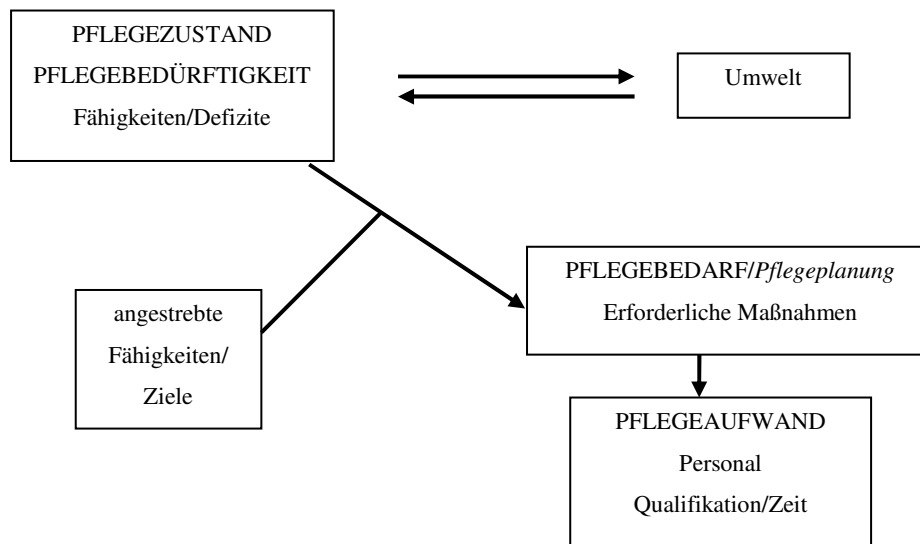 PFLEGEZUSTAND
PFLEGEBEDÜRFTIGKEIT
Fähigkeiten/Defizite
Umwelt
PFLEGEBEDARF/Pflegeplanung
Erforderliche Maßnahmen
angestrebte
Fähigkeiten/
Ziele
PFLEGEAUFWAND
Personal
Qualifikation/Zeit